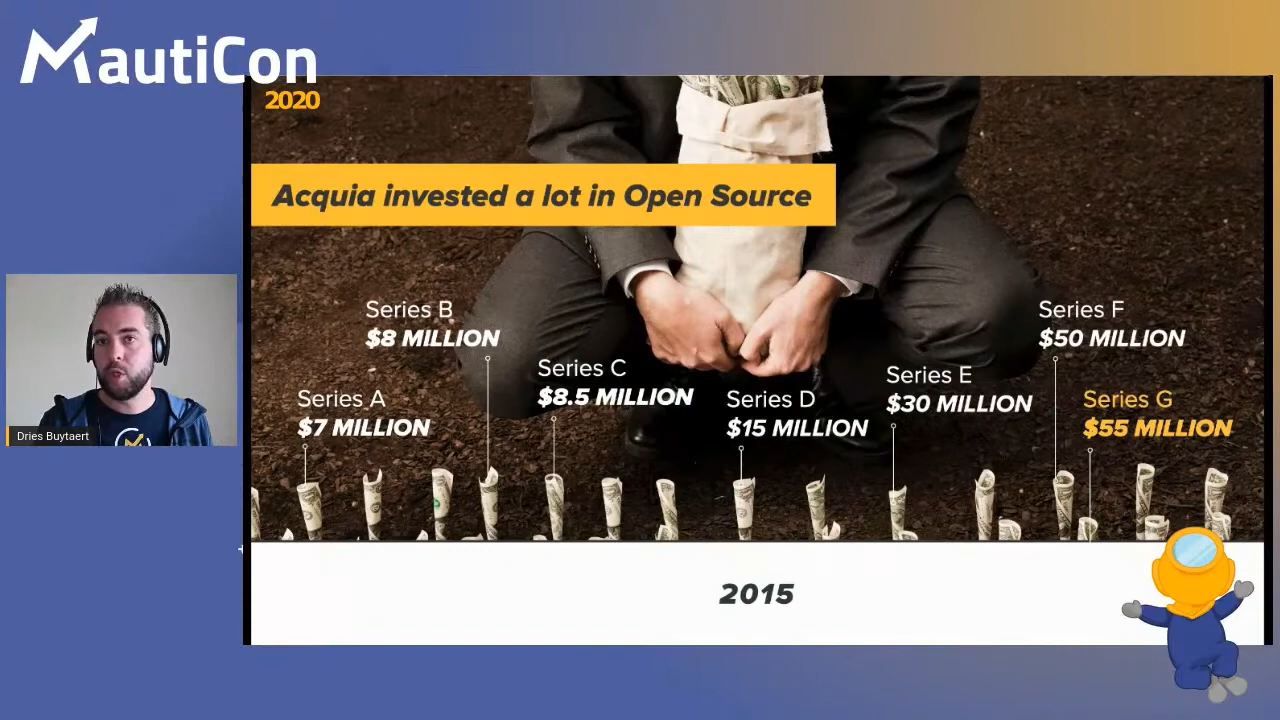 MautiCon
2020
Acquia invested a lot in Open Source
Series B
$8 MILLION
Series F
$50 MILLION
Series C
$8.5 MILLION
Series E
$30 MILLION
Series A
$7 MILLION
Series D
$15 MILLION
Series G
$55 MILLION
Dries Buytaert
2015